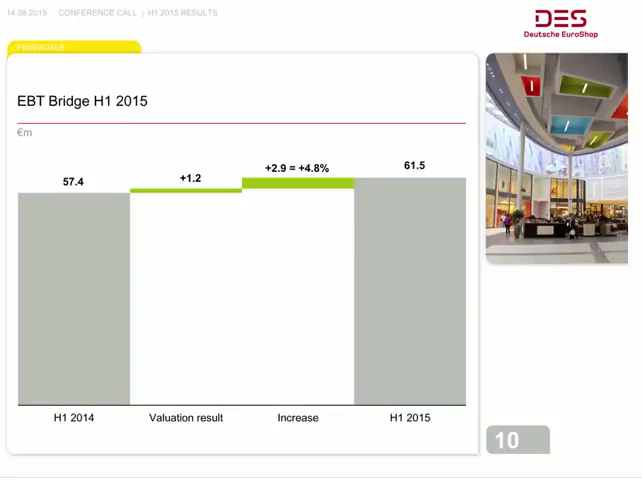 14.08.2015 CONFERENCE CALL | H1 2015 RESULTS
DES
Deutsche EuroShop
FINANCIALS
EBT Bridge H1 2015
€m
57.4
+1.2
+2.9 = +4.8%
61.5
H1 2014
Valuation result
Increase
H1 2015
10